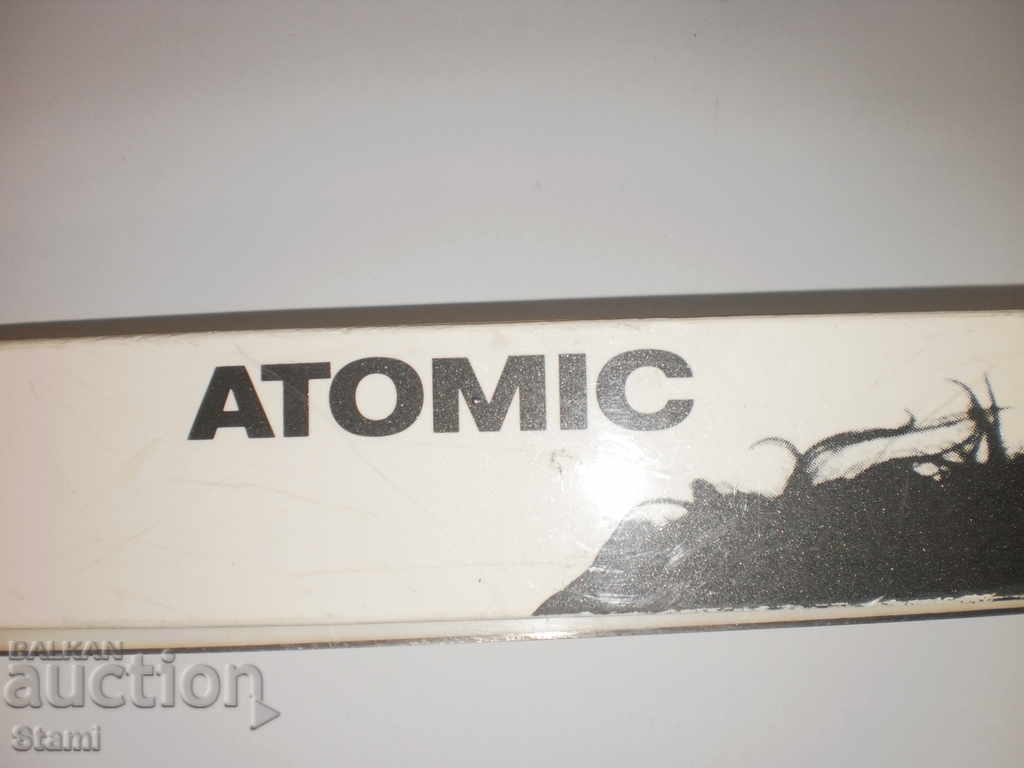 ATOMIC
BALKAN
auction
Stami